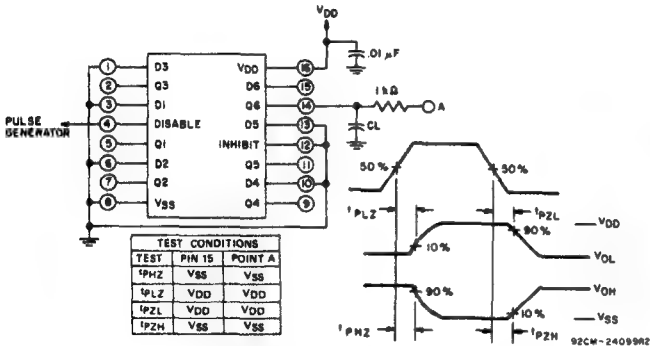 VDD
.01 µF
1 kΩ
A
CL
PULSE
GENERATOR
1 D3 VDD 16
2 Q3 D6 15
3 D1 Q6 14
4 DISABLE D5 13
5 Q1 INHIBIT 12
6 D2 Q5 11
7 Q2 D4 10
8 VSS Q4 9
TEST CONDITIONS
TEST PIN 15 POINT A
tPHZ VSS VSS
tPLZ VDD VDD
tPZL VDD VDD
tPZH VSS VSS
50% 50%
tPLZ tPZL
VDD
10% 90%
VOL
90% VOH
10%
VSS
tPHZ tPZH
92CM-24099R2